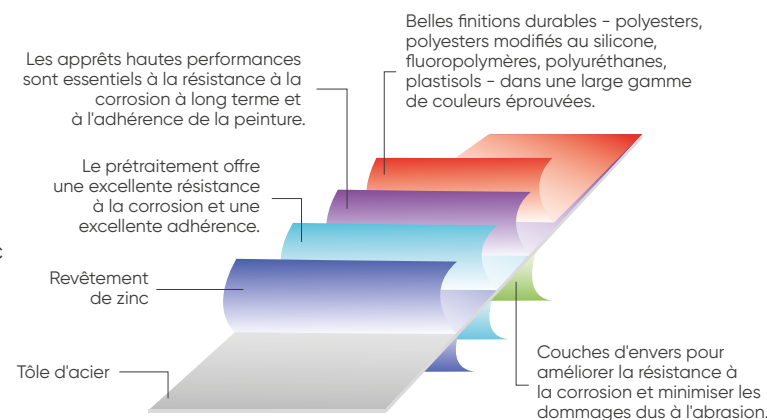 Belles finitions durables - polyesters,
polyesters modifiés au silicone,
fluoropolymères, polyuréthanes,
plastisols - dans une large gamme
de couleurs éprouvées.
Les apprêts hautes performances
sont essentiels à la résistance à la
corrosion à long terme et
à l'adhérence de la peinture.
Le prétraitement offre
une excellente résistance
à la corrosion et une
excellente adhérence.
Revêtement
de zinc
Tôle d'acier
Couches d'envers pour
améliorer la résistance à
la corrosion et minimiser les
dommages dus à l'abrasion.